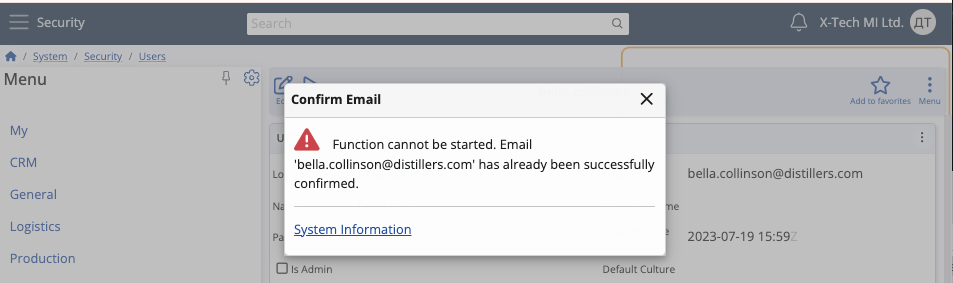 Security
Search
X-Tech MI Ltd.
ДТ
/ System / Security / Users
Menu
Add to favorites
Menu
Confirm Email
Function cannot be started. Email
'bella.collinson@distillers.com' has already been successfully
confirmed.
System Information
My
CRM
General
Logistics
Production
bella.collinson@distillers.com
2023-07-19 15:59Z
Is Admin
Default Culture